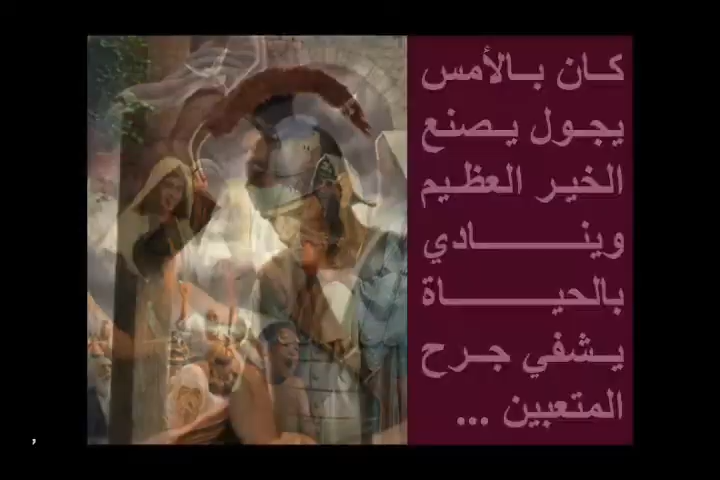 كان بالأمس
يجول يصنع
الخير العظيم
وينادي
بالحياة
يشفي جرح
المتعبين ...
,